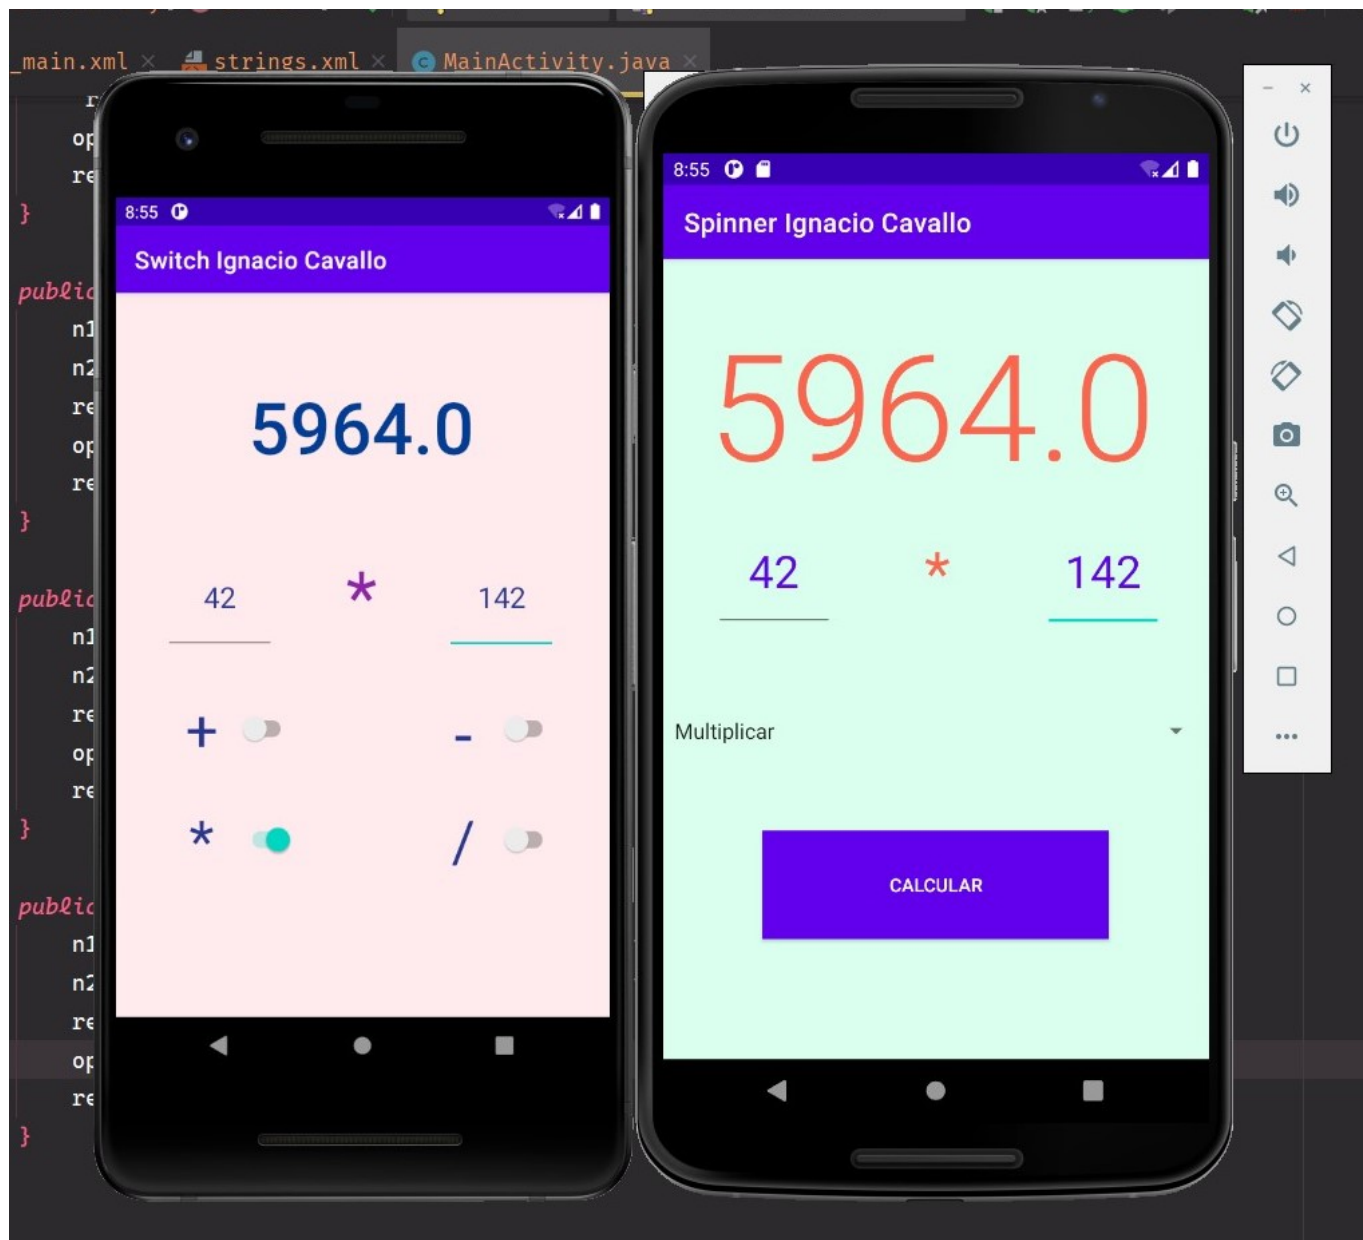 _main.xml
strings.xml
MainActivity.java
}
public
n1
n2
re
op
re
}
public
n1
n2
re
op
re
}
public
n1
n2
re
op
re
}
8:55
Switch Ignacio Cavallo
5964.0
42 * 142
+ -
* /
8:55
Spinner Ignacio Cavallo
5964.0
42 * 142
Multiplicar
CALCULAR